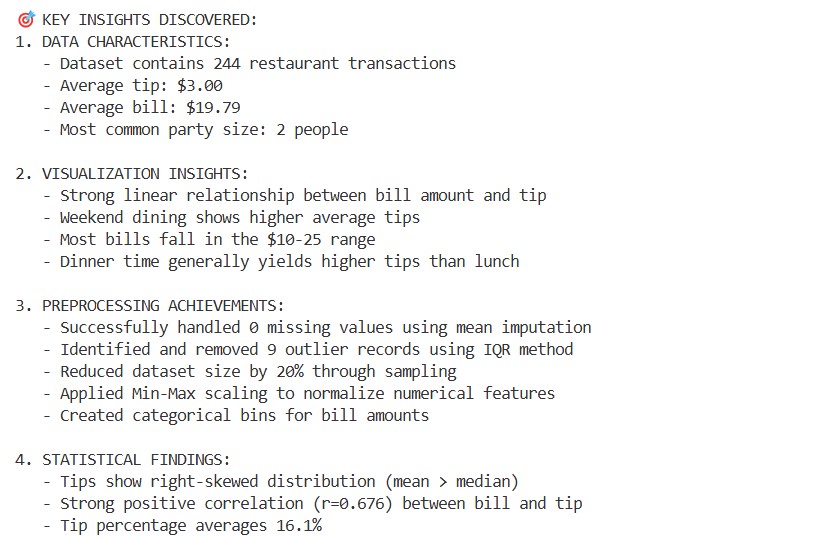 🎯 KEY INSIGHTS DISCOVERED:
1. DATA CHARACTERISTICS:
- Dataset contains 244 restaurant transactions
- Average tip: $3.00
- Average bill: $19.79
- Most common party size: 2 people
2. VISUALIZATION INSIGHTS:
- Strong linear relationship between bill amount and tip
- Weekend dining shows higher average tips
- Most bills fall in the $10-25 range
- Dinner time generally yields higher tips than lunch
3. PREPROCESSING ACHIEVEMENTS:
- Successfully handled 0 missing values using mean imputation
- Identified and removed 9 outlier records using IQR method
- Reduced dataset size by 20% through sampling
- Applied Min-Max scaling to normalize numerical features
- Created categorical bins for bill amounts
4. STATISTICAL FINDINGS:
- Tips show right-skewed distribution (mean > median)
- Strong positive correlation (r=0.676) between bill and tip
- Tip percentage averages 16.1%